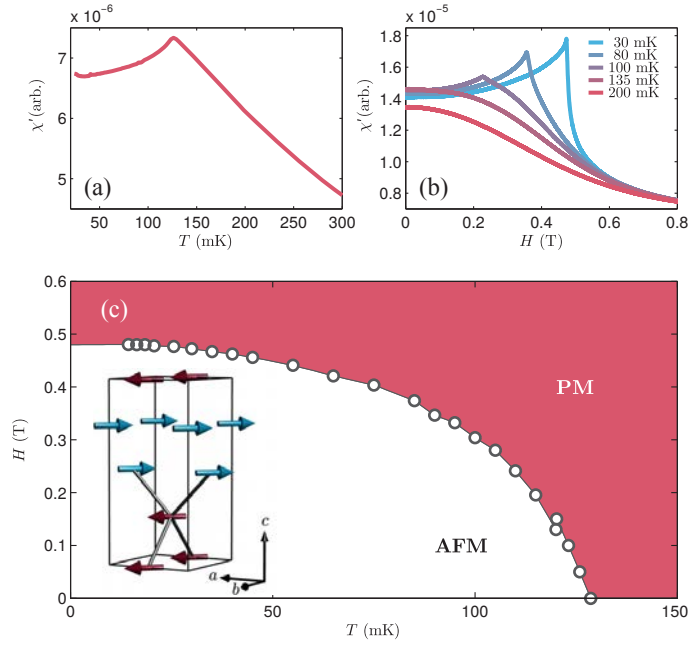 × 10⁻⁶
7
6
5
χ′(arb.)
(a)
50 100 150 200 250 300
T (mK)
× 10⁻⁵
1.8
1.6
1.4
1.2
1.0
0.8
χ′(arb.)
30 mK
80 mK
100 mK
135 mK
200 mK
(b)
0 0.2 0.4 0.6 0.8
H (T)
(c)
0.6
0.5
0.4
0.3
0.2
0.1
0
H (T)
PM
AFM
c
a
b
0 50 100 150
T (mK)